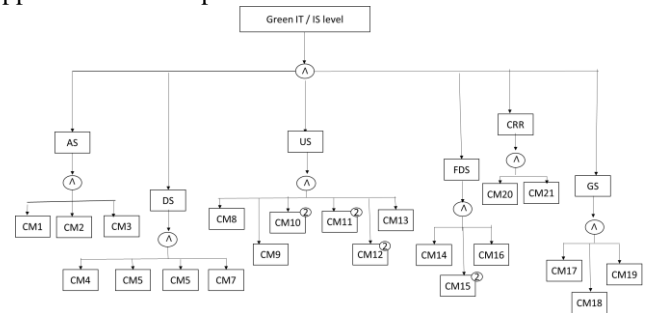 Green IT / IS level
Λ
AS
DS
US
FDS
CRR
GS
Λ
Λ
Λ
Λ
Λ
Λ
CM1
CM2
CM3
CM4
CM5
CM5
CM7
CM8
CM9
CM10 2
CM11 2
CM12 2
CM13
CM14
CM15 2
CM16
CM20
CM21
CM17
CM18
CM19